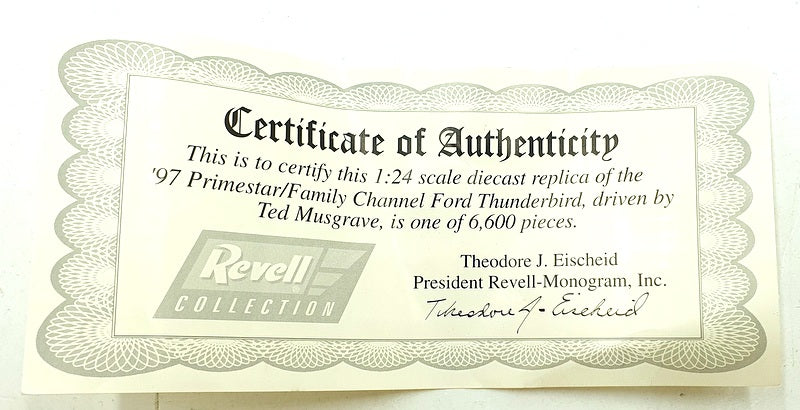 Certificate of Authenticity
This is to certify this 1:24 scale diecast replica of the
'97 Primestar/Family Channel Ford Thunderbird, driven by
Ted Musgrave, is one of 6,600 pieces.
Revell
COLLECTION
Theodore J. Eischeid
President Revell-Monogram, Inc.
Theodore J. Eischeid